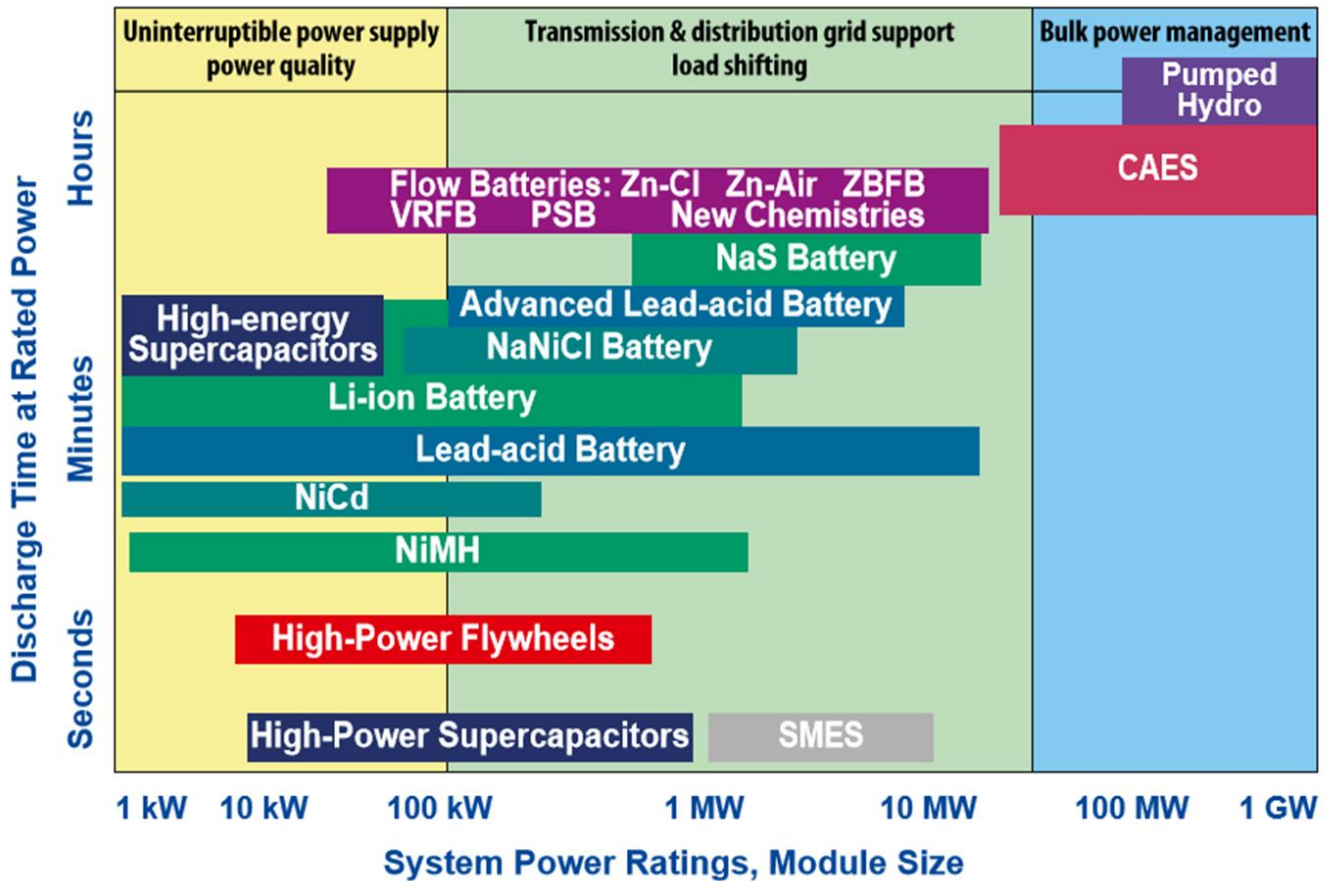 Uninterruptible power supply
power quality
Transmission & distribution grid support
load shifting
Bulk power management
Pumped
Hydro
CAES
Flow Batteries: Zn-Cl Zn-Air ZBFB
VRFB PSB New Chemistries
NaS Battery
Advanced Lead-acid Battery
High-energy
Supercapacitors
NaNiCl Battery
Li-ion Battery
Lead-acid Battery
NiCd
NiMH
High-Power Flywheels
High-Power Supercapacitors
SMES
Discharge Time at Rated Power
Hours
Minutes
Seconds
1 kW 10 kW 100 kW 1 MW 10 MW 100 MW 1 GW
System Power Ratings, Module Size